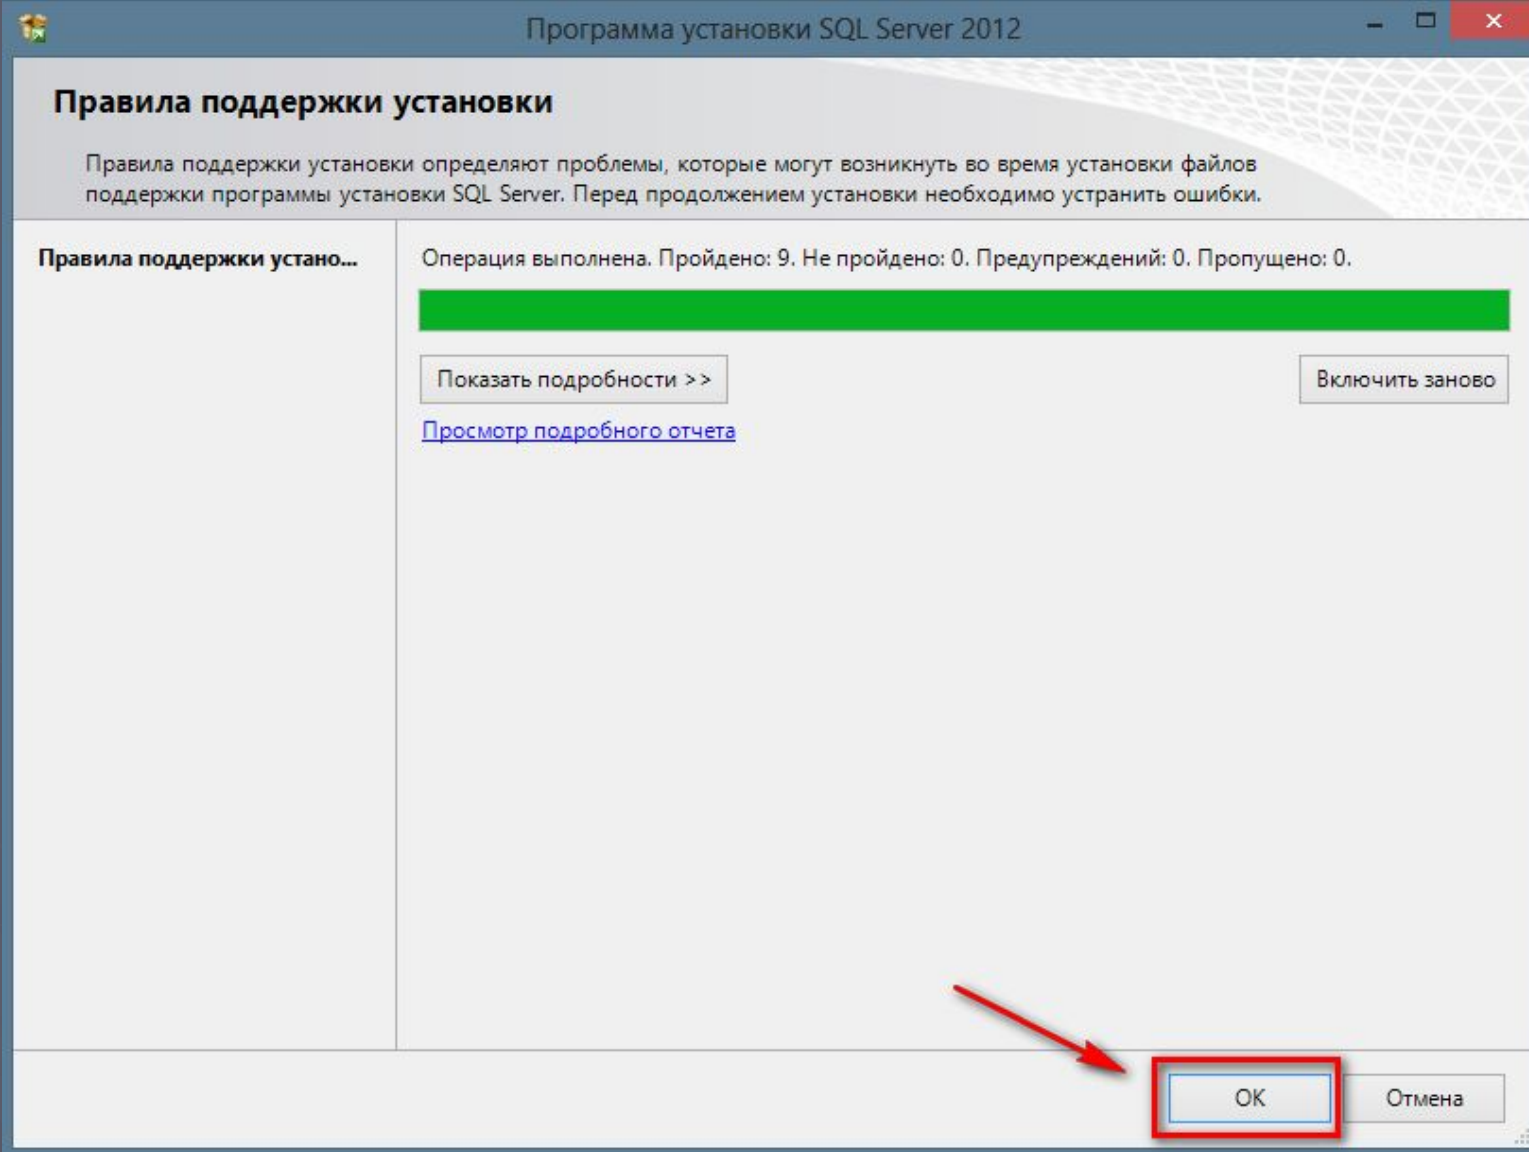 Программа установки SQL Server 2012
Правила поддержки установки
Правила поддержки установки определяют проблемы, которые могут возникнуть во время установки файлов
поддержки программы установки SQL Server. Перед продолжением установки необходимо устранить ошибки.
Правила поддержки устано...
Операция выполнена. Пройдено: 9. Не пройдено: 0. Предупреждений: 0. Пропущено: 0.
Показать подробности >>
Включить заново
Просмотр подробного отчета
ОК
Отмена